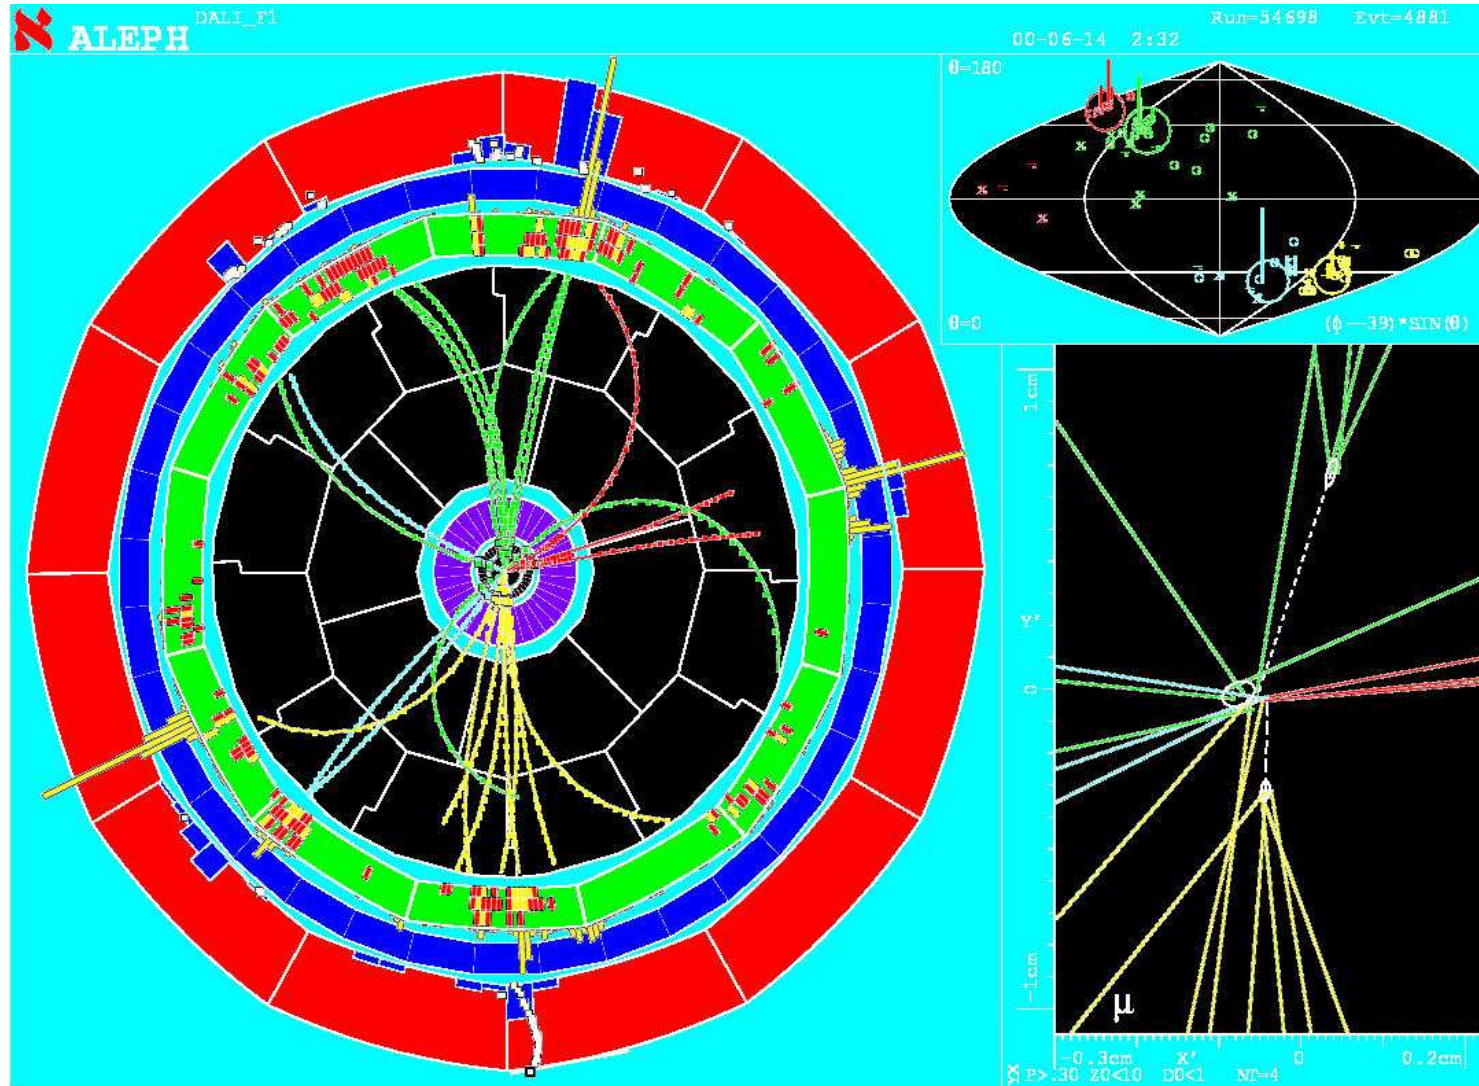 DALI_F1
Run=54698 Evt=4881
ALEPH
00-06-14 2:32
θ=180
θ=0
(ϕ--39)*SIN(θ)
1cm
Y'
0
-1cm
μ
-0.3cm X' 0 0.2cm
YX P>.30 Z0<10 D0<1 NT=4